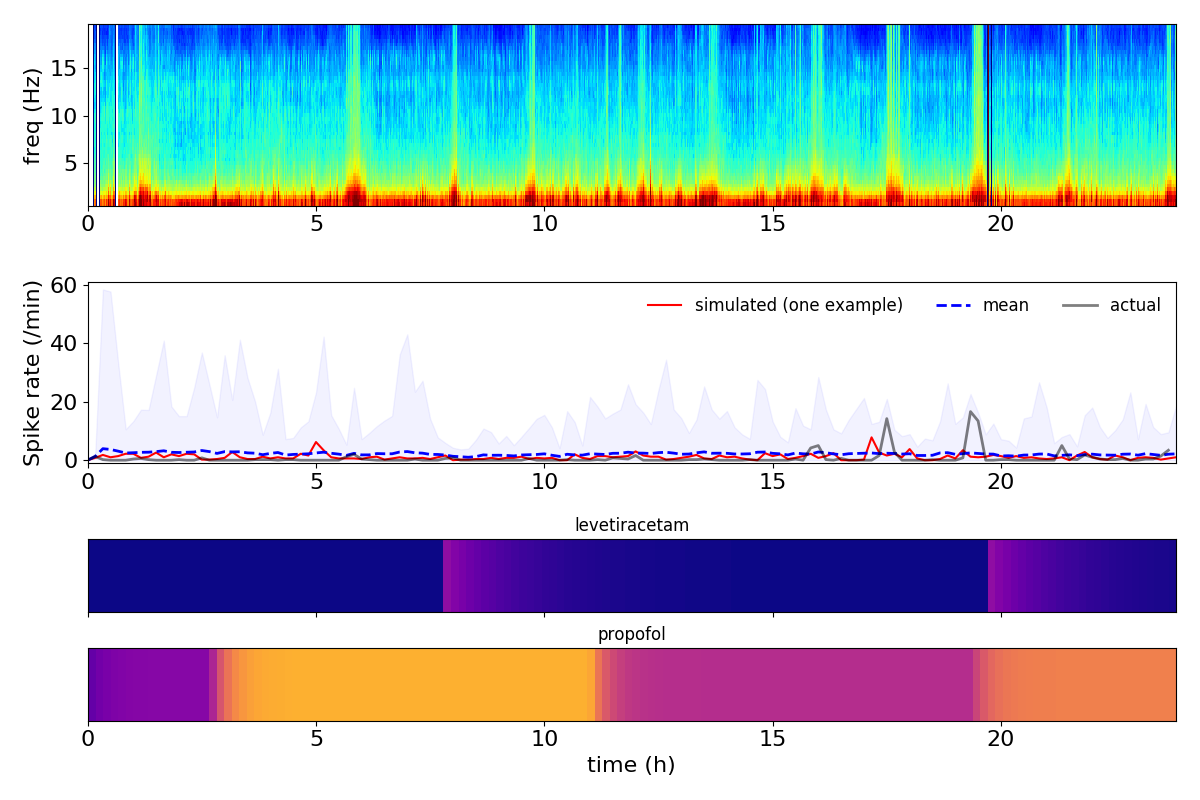 freq (Hz)
15
10
5
0 5 10 15 20
Spike rate (/min)
60
40
20
0
simulated (one example) mean actual
0 5 10 15 20
levetiracetam
propofol
0 5 10 15 20
time (h)